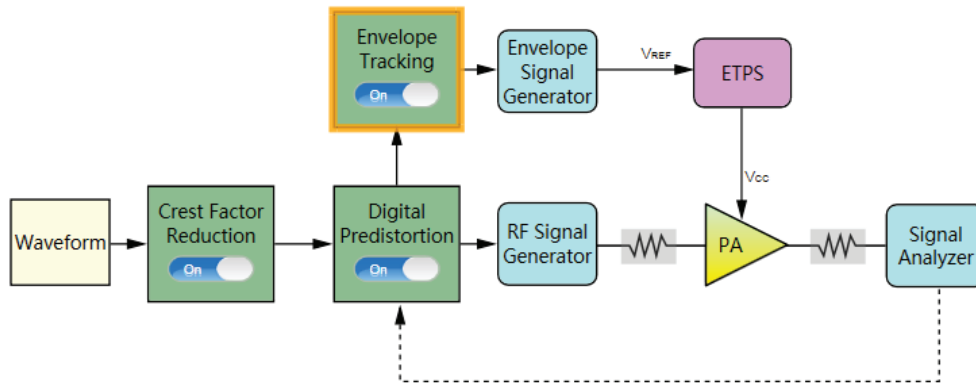 Envelope
Tracking
On
Envelope
Signal
Generator
VREF
ETPS
VCC
Waveform
Crest Factor
Reduction
On
Digital
Predistortion
On
RF Signal
Generator
PA
Signal
Analyzer